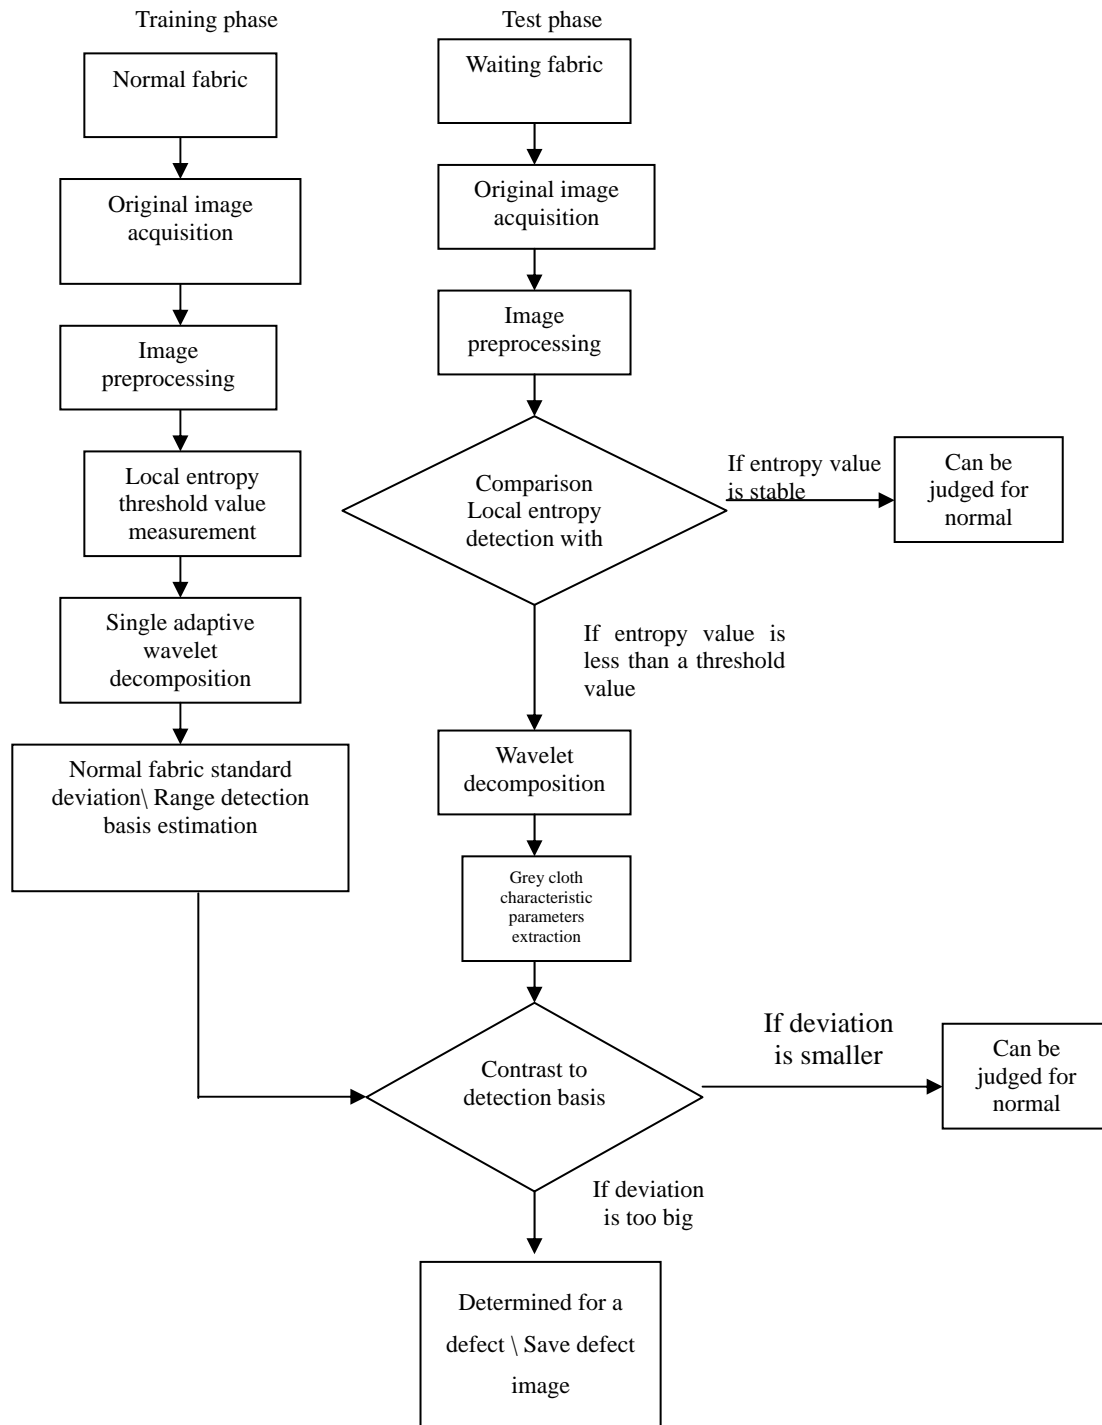 Training phase
Test phase
Normal fabric
Waiting fabric
Original image
acquisition
Original image
acquisition
Image
preprocessing
Image
preprocessing
Local entropy
threshold value
measurement
Comparison
Local entropy
detection with
If entropy value
is stable
Can be
judged for
normal
Single adaptive
wavelet
decomposition
If entropy value is
less than a threshold
value
Normal fabric standard
deviation\ Range detection
basis estimation
Wavelet
decomposition
Grey cloth
characteristic
parameters
extraction
Contrast to
detection basis
If deviation
is smaller
Can be
judged for
normal
If deviation
is too big
Determined for a
defect \ Save defect
image